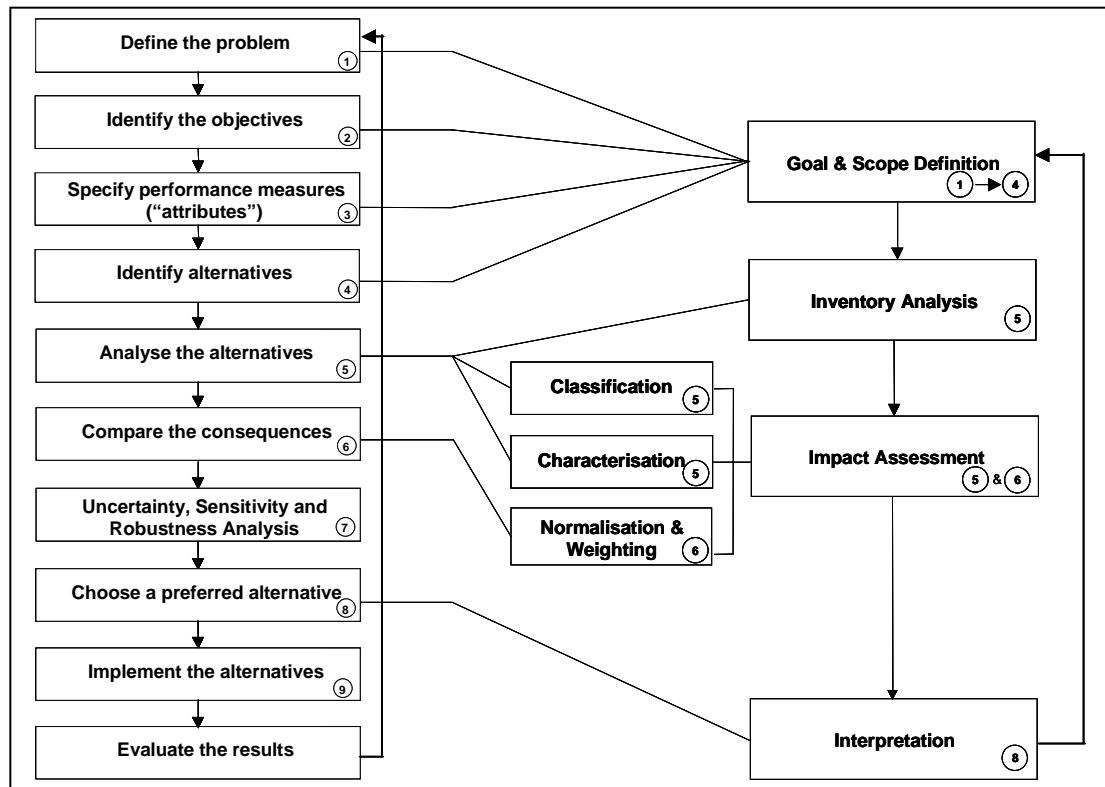 Define the problem
1
Identify the objectives
2
Specify performance measures
(“attributes”)
3
Identify alternatives
4
Analyse the alternatives
5
Compare the consequences
6
Uncertainty, Sensitivity and
Robustness Analysis
7
Choose a preferred alternative
8
Implement the alternatives
9
Evaluate the results
Classification
5
Characterisation
5
Normalisation &
Weighting
6
Goal & Scope Definition
1 4
Inventory Analysis
5
Impact Assessment
5 & 6
Interpretation
8